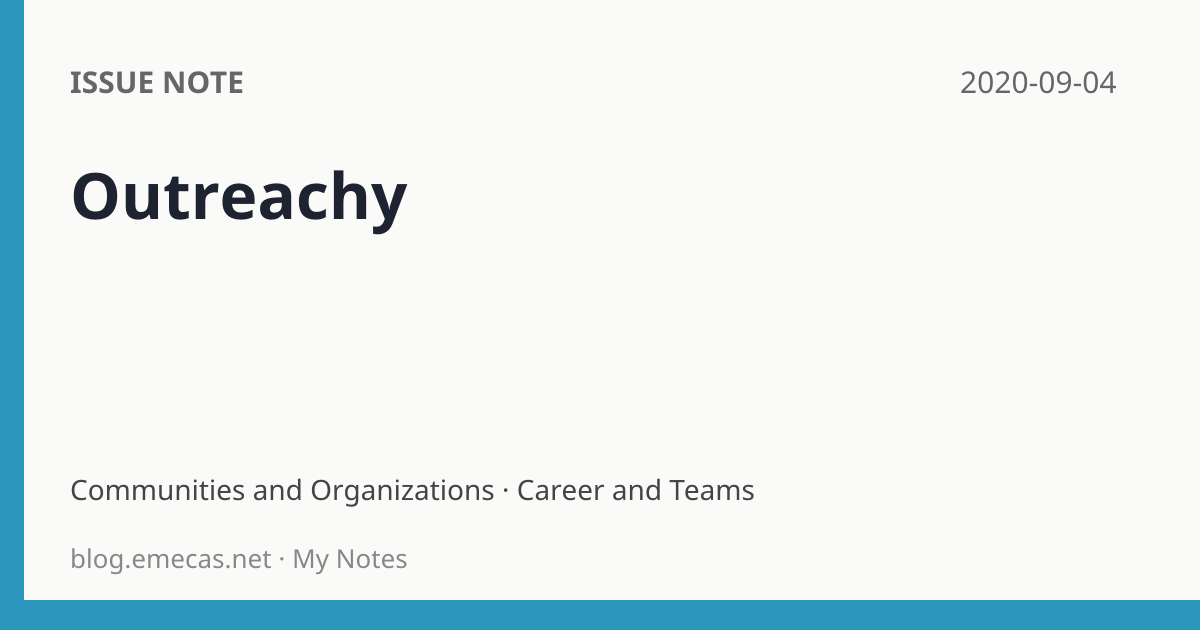 ISSUE NOTE
2020-09-04
Outreachy
Communities and Organizations · Career and Teams
blog.emecas.net · My Notes